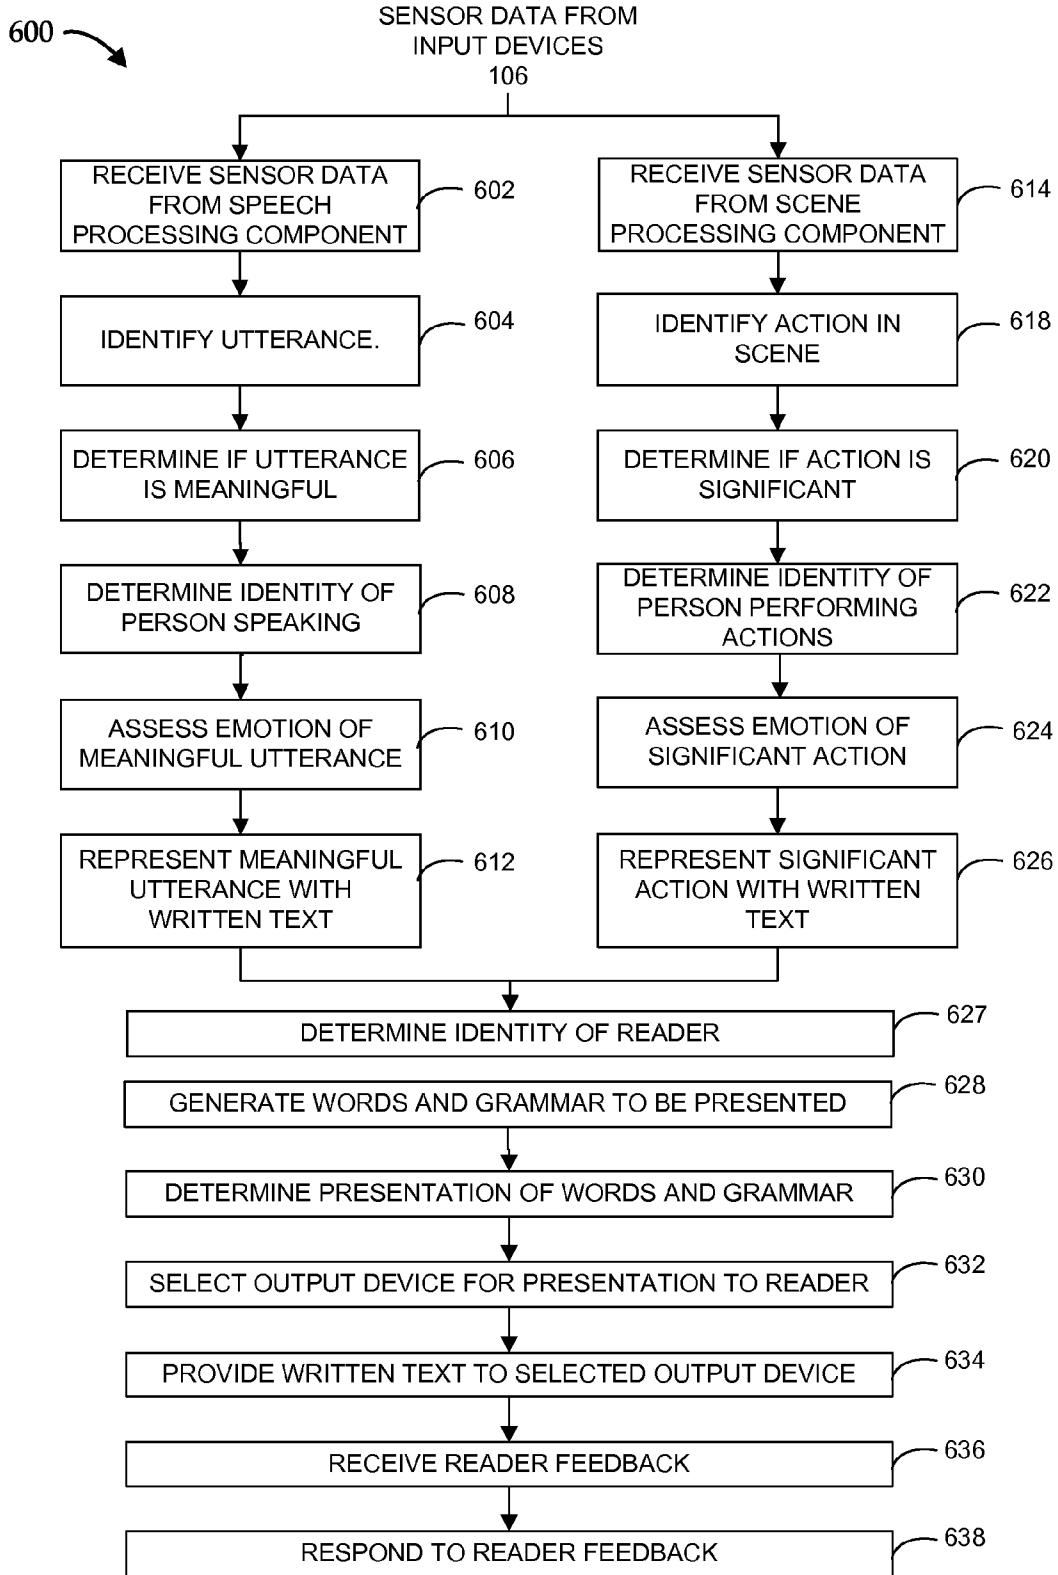 600
SENSOR DATA FROM
INPUT DEVICES
106
RECEIVE SENSOR DATA
FROM SPEECH
PROCESSING COMPONENT
602
IDENTIFY UTTERANCE.
604
DETERMINE IF UTTERANCE
IS MEANINGFUL
606
DETERMINE IDENTITY OF
PERSON SPEAKING
608
ASSESS EMOTION OF
MEANINGFUL UTTERANCE
610
REPRESENT MEANINGFUL
UTTERANCE WITH
WRITTEN TEXT
612
RECEIVE SENSOR DATA
FROM SCENE
PROCESSING COMPONENT
614
IDENTIFY ACTION IN
SCENE
618
DETERMINE IF ACTION IS
SIGNIFICANT
620
DETERMINE IDENTITY OF
PERSON PERFORMING
ACTIONS
622
ASSESS EMOTION OF
SIGNIFICANT ACTION
624
REPRESENT SIGNIFICANT
ACTION WITH WRITTEN
TEXT
626
DETERMINE IDENTITY OF READER
627
GENERATE WORDS AND GRAMMAR TO BE PRESENTED
628
DETERMINE PRESENTATION OF WORDS AND GRAMMAR
630
SELECT OUTPUT DEVICE FOR PRESENTATION TO READER
632
PROVIDE WRITTEN TEXT TO SELECTED OUTPUT DEVICE
634
RECEIVE READER FEEDBACK
636
RESPOND TO READER FEEDBACK
638